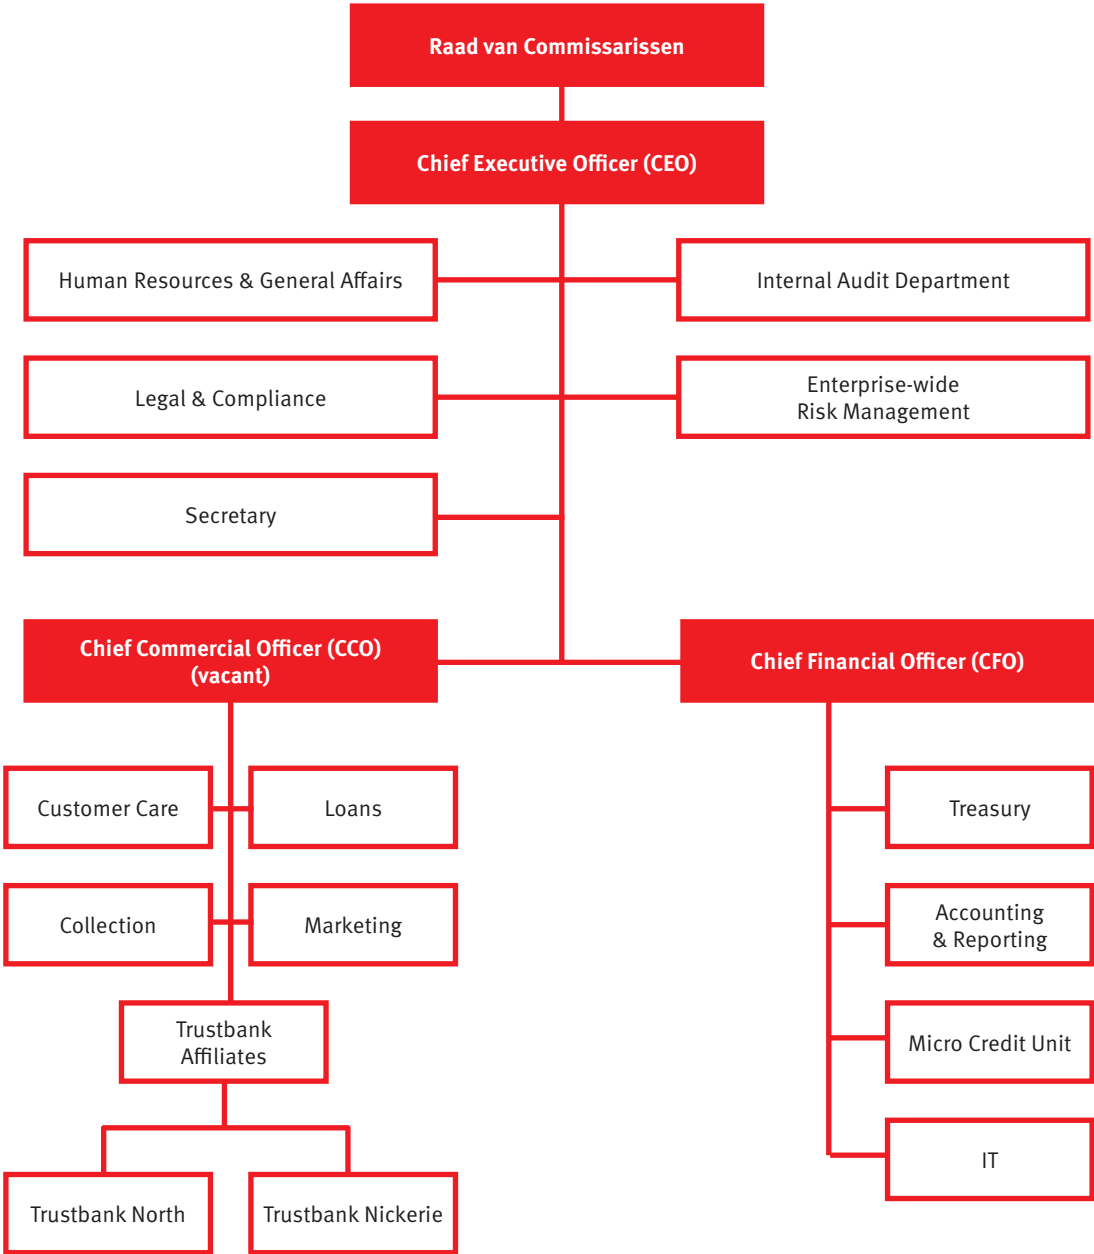 Raad van Commissarissen
Chief Executive Officer (CEO)
Human Resources & General Affairs
Internal Audit Department
Legal & Compliance
Enterprise-wide
Risk Management
Secretary
Chief Commercial Officer (CCO)
(vacant)
Chief Financial Officer (CFO)
Customer Care
Loans
Treasury
Collection
Marketing
Accounting
& Reporting
Trustbank
Affiliates
Micro Credit Unit
IT
Trustbank North
Trustbank Nickerie